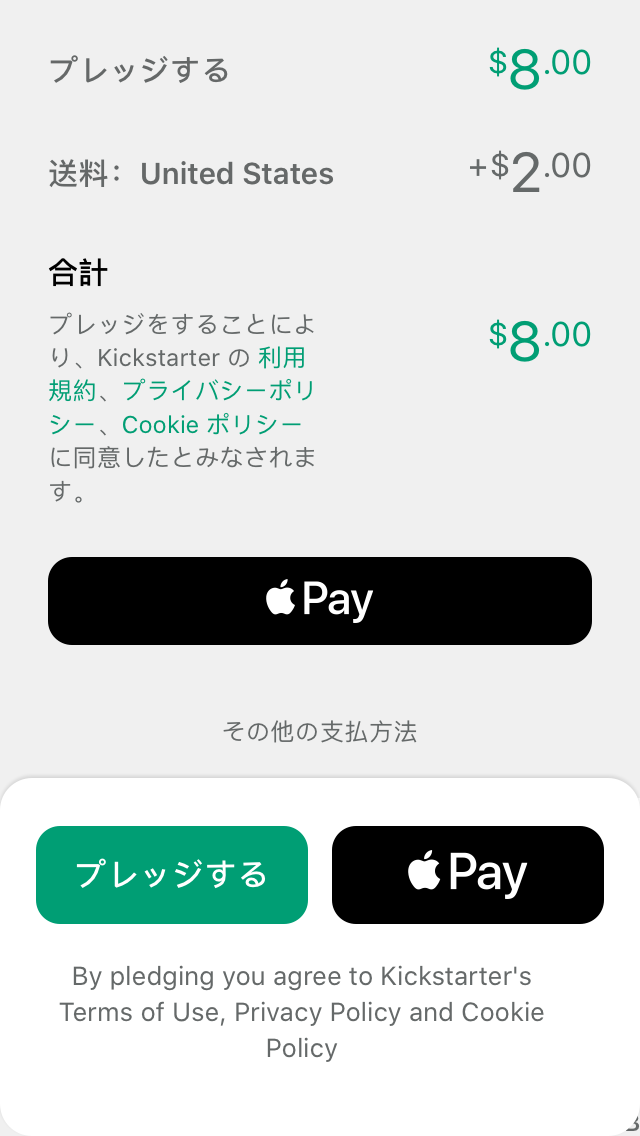 プレッジする $8.00
送料： United States +$2.00
合計
プレッジをすることによ
り、Kickstarter の 利用
規約、プライバシーポリ
シー、Cookie ポリシー
に同意したとみなされま
す。
$8.00
Pay
その他の支払方法
プレッジする Pay
By pledging you agree to Kickstarter's
Terms of Use, Privacy Policy and Cookie
Policy